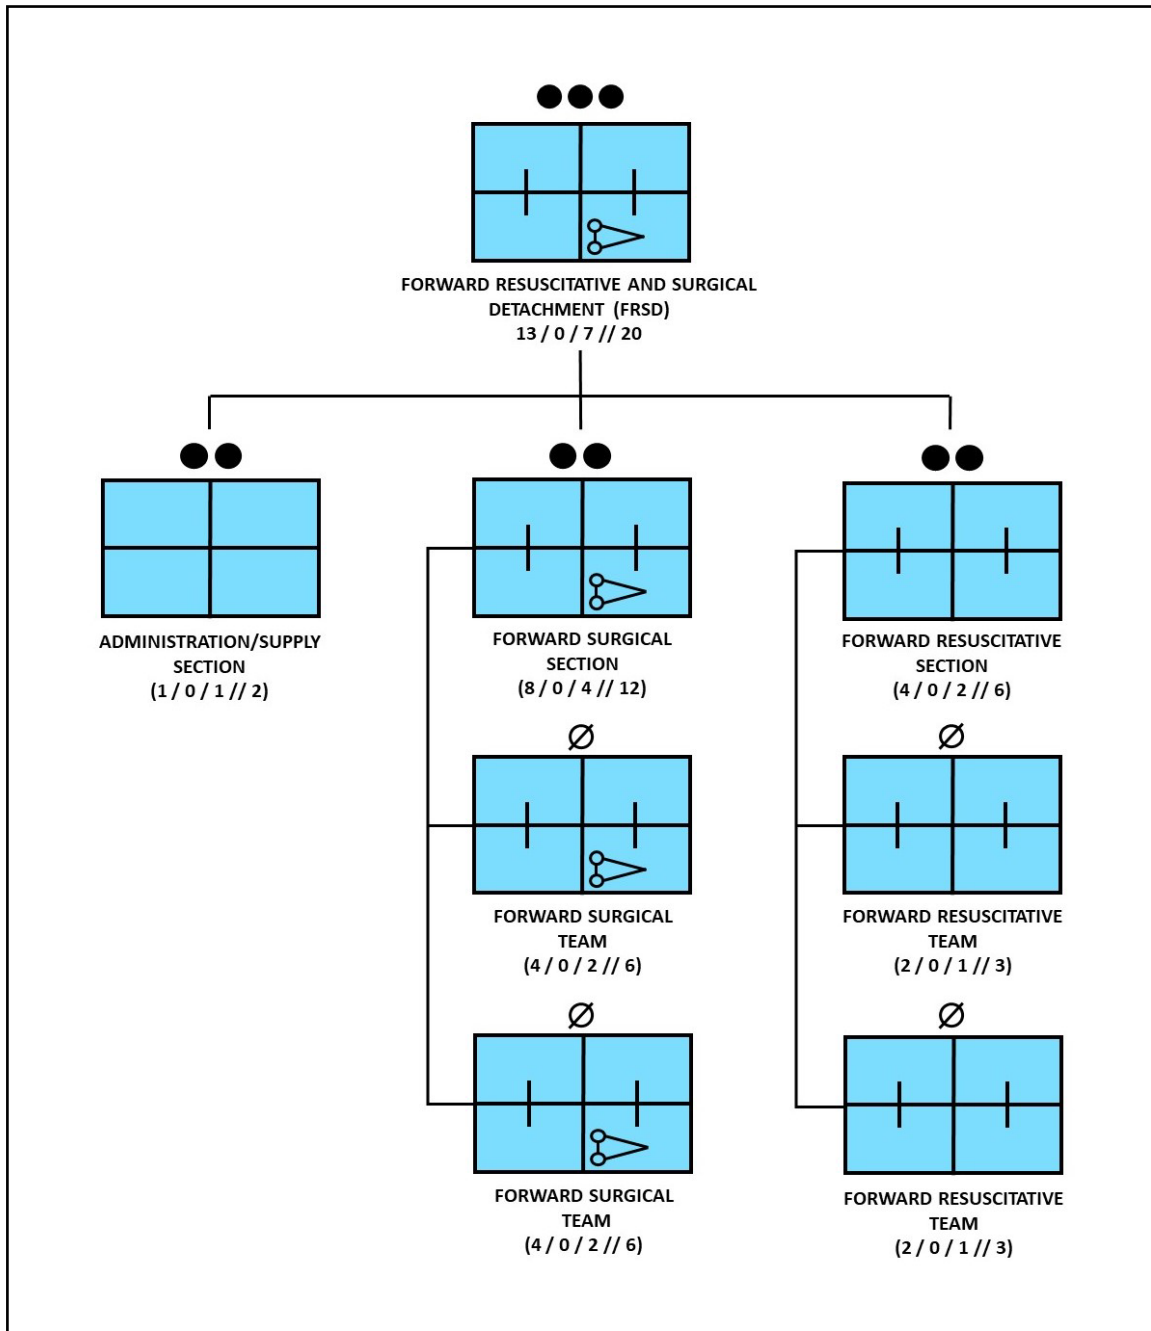 FORWARD RESUSCITATIVE AND SURGICAL
DETACHMENT (FRSD)
13 / 0 / 7 // 20
ADMINISTRATION/SUPPLY
SECTION
(1 / 0 / 1 // 2)
FORWARD SURGICAL
SECTION
(8 / 0 / 4 // 12)
FORWARD RESUSCITATIVE
SECTION
(4 / 0 / 2 // 6)
FORWARD SURGICAL
TEAM
(4 / 0 / 2 // 6)
FORWARD RESUSCITATIVE
TEAM
(2 / 0 / 1 // 3)
FORWARD SURGICAL
TEAM
(4 / 0 / 2 // 6)
FORWARD RESUSCITATIVE
TEAM
(2 / 0 / 1 // 3)